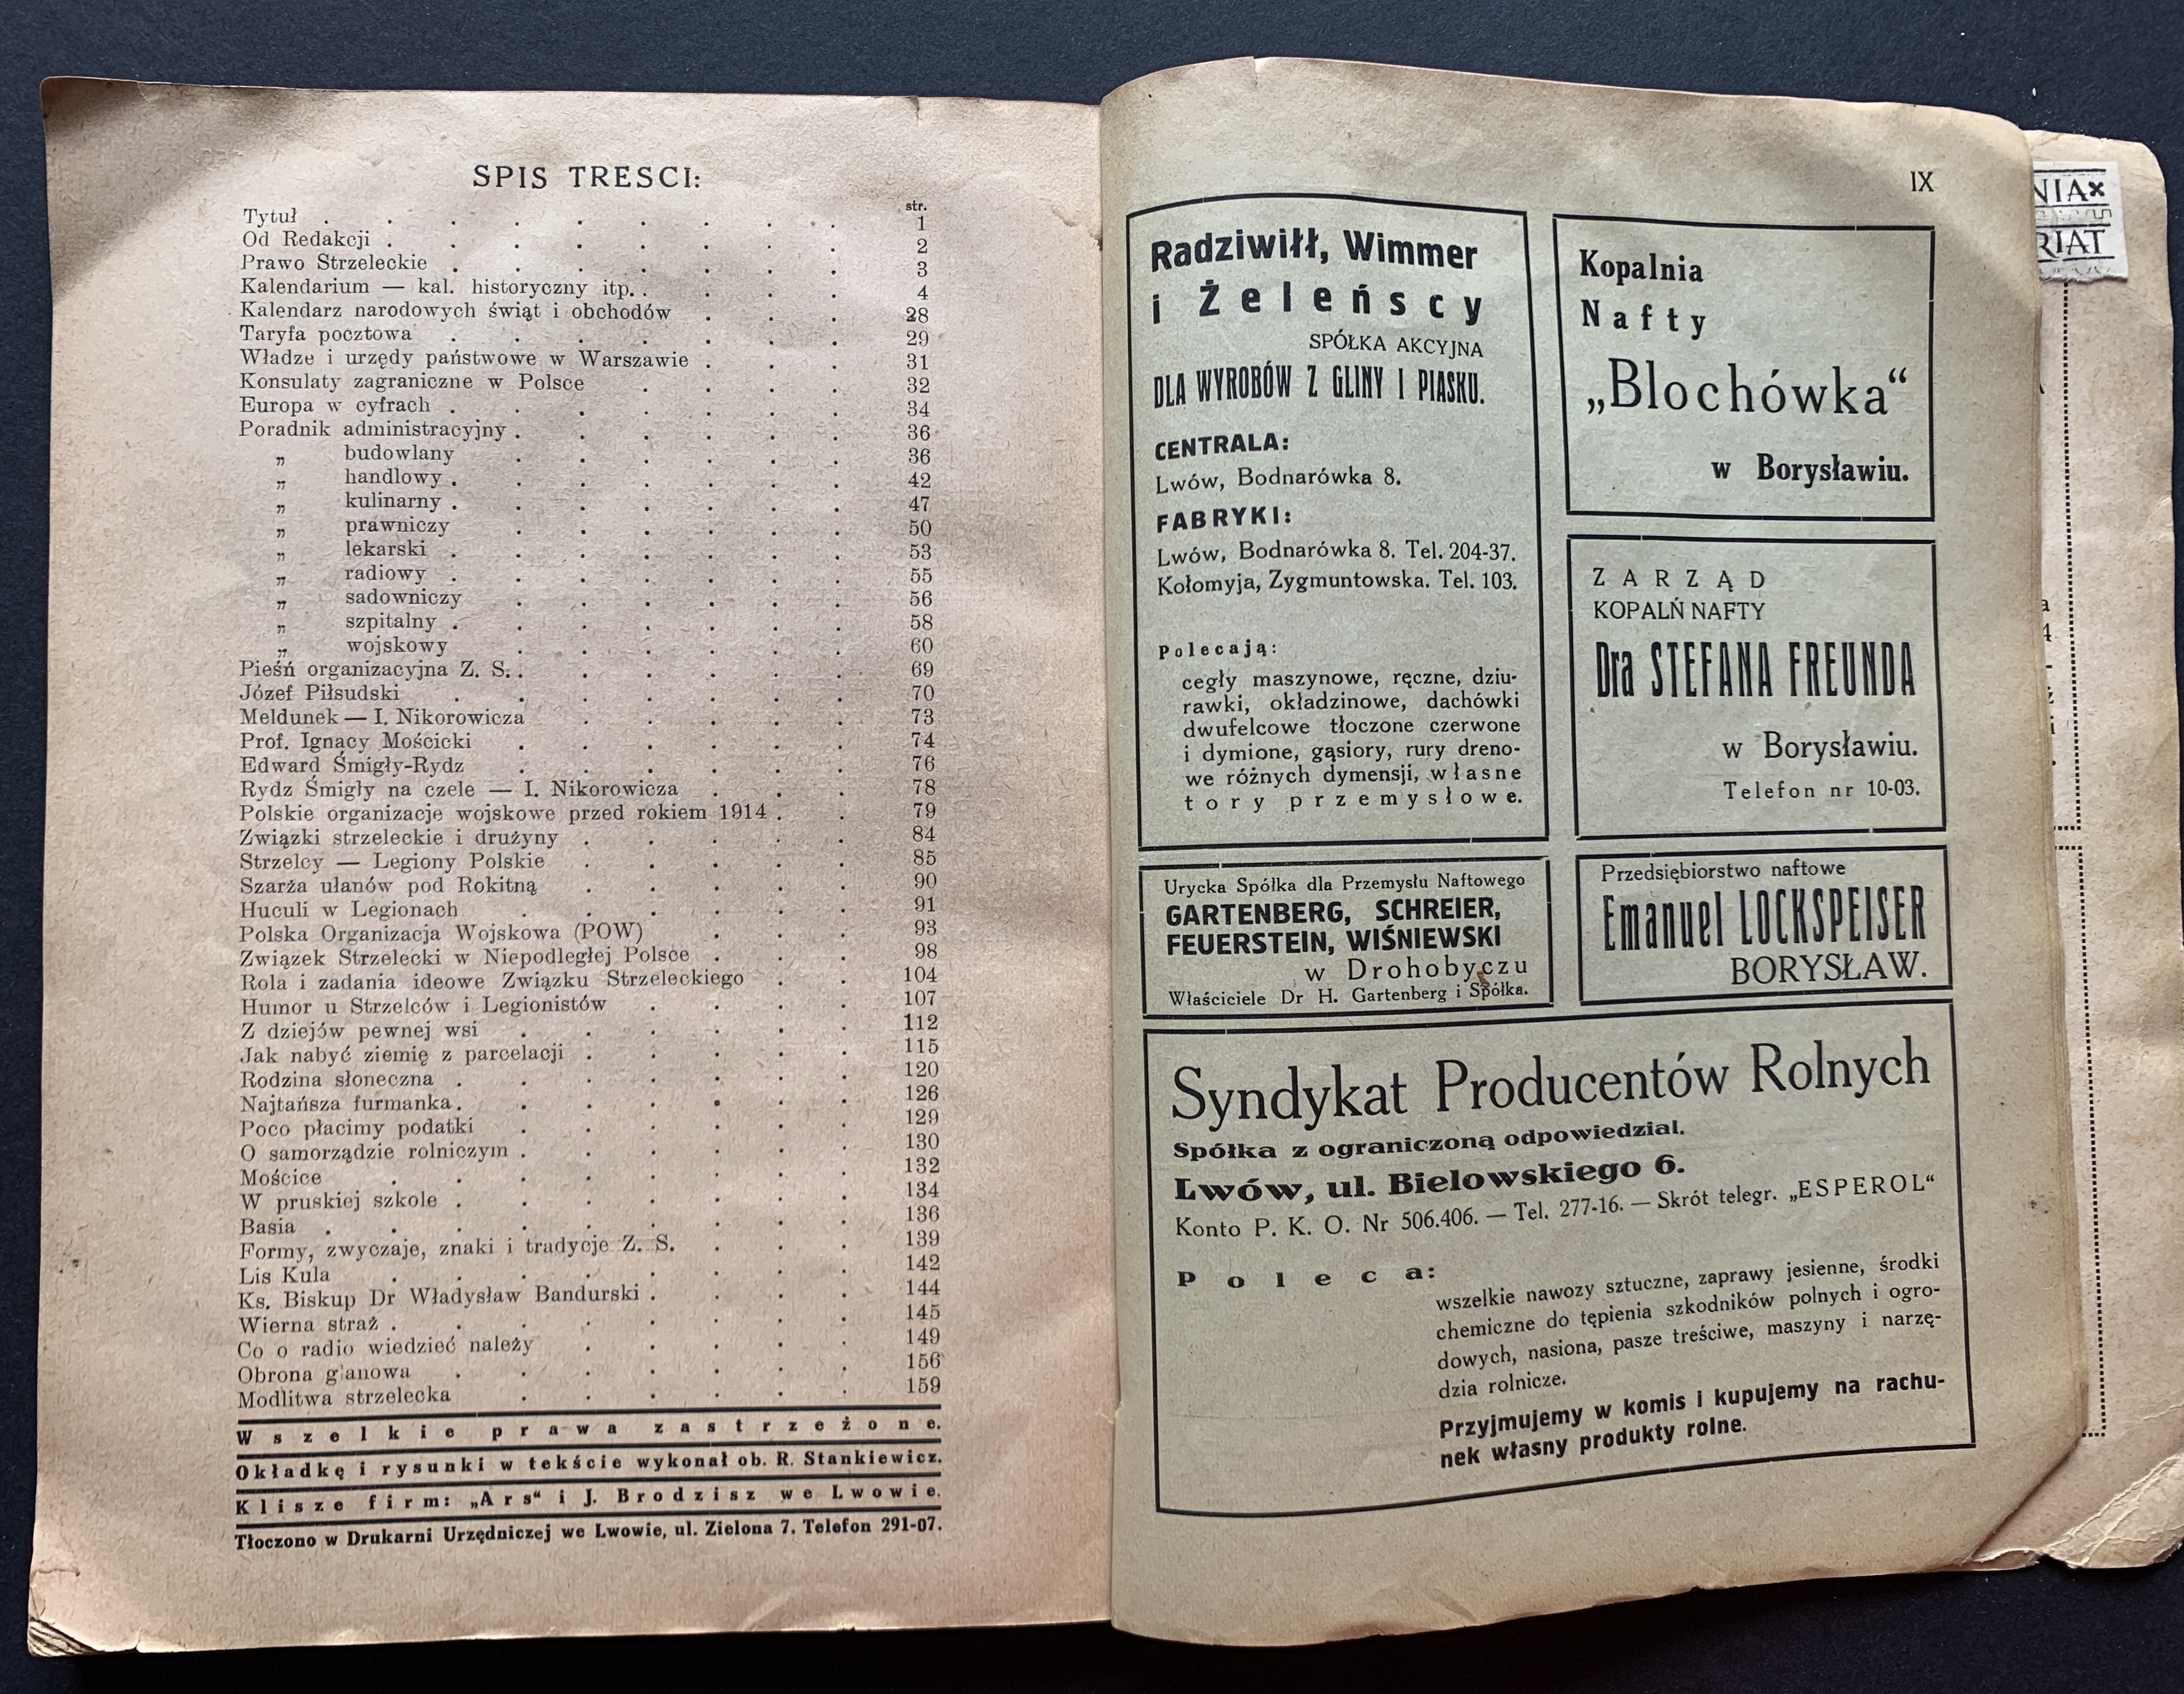 SPIS TRESCI:
str.
Tytuł . . . . . . . . . 1
Od Redakcji . . . . . . . . 2
Prawo Strzeleckie . . . . . . . 3
Kalendarium — kal. historyczny itp. . . . . 4
Kalendarz narodowych świąt i obchodów . . . 28
Taryfa pocztowa . . . . . . . 29
Władze i urzędy państwowe w Warszawie . . . 31
Konsulaty zagraniczne w Polsce . . . . 32
Europa w cyfrach . . . . . . . 34
Poradnik administracyjny . . . . . . 36
„ budowlany . . . . . . 36
„ handlowy . . . . . . . 42
„ kulinarny . . . . . . . 47
„ prawniczy . . . . . . 50
„ lekarski . . . . . . . 53
„ radiowy . . . . . . . 55
„ sadowniczy . . . . . . 56
„ szpitalny . . . . . . . 58
„ wojskowy . . . . . . 60
Pieśń organizacyjna Z. S. . . . . . . 69
Józef Piłsudski . . . . . . . 70
Meldunek — I. Nikorowicza . . . . . 73
Prof. Ignacy Mościcki . . . . . . 74
Edward Śmigły-Rydz . . . . . . 76
Rydz Śmigły na czele — I. Nikorowicza . . . 78
Polskie organizacje wojskowe przed rokiem 1914 . . 79
Związki strzeleckie i drużyny . . . . . 84
Strzelcy — Legiony Polskie . . . . . 85
Szarża ułanów pod Rokitną . . . . . 90
Huculi w Legionach . . . . . . 91
Polska Organizacja Wojskowa (POW) . . . 93
Związek Strzelecki w Niepodległej Polsce . . . 98
Rola i zadania ideowe Związku Strzeleckiego . . 104
Humor u Strzelców i Legionistów . . . . 107
Z dziejów pewnej wsi . . . . . . 112
Jak nabyć ziemię z parcelacji . . . . . 115
Rodzina słoneczna . . . . . . . 120
Najtańsza furmanka . . . . . . . 126
Poco płacimy podatki . . . . . . 129
O samorządzie rolniczym . . . . . . 130
Mościce . . . . . . . . 132
W pruskiej szkole . . . . . . . 134
Basia . . . . . . . . . 136
Formy, zwyczaje, znaki i tradycje Z. S. . . . 139
Lis Kula . . . . . . . . 142
Ks. Biskup Dr Władysław Bandurski . . . . 144
Wierna straż . . . . . . . . 145
Co o radio wiedzieć należy . . . . . 149
Obrona g anowa . . . . . . . 156
Modlitwa strzelecka . . . . . . 159
Wszelkie prawa zastrzeżone.
Okładkę i rysunki w tekście wykonał ob. R. Stankiewicz.
Klisze firm: „Ars“ i J. Brodzisz we Lwowie.
Tłoczono w Drukarni Urzędniczej we Lwowie, ul. Zielona 7. Telefon 291-07.
IX
Radziwiłł, Wimmer
i Żeleńscy
SPÓŁKA AKCYJNA
DLA WYROBÓW Z GLINY I PIASKU.
CENTRALA:
Lwów, Bodnarówka 8.
FABRYKI:
Lwów, Bodnarówka 8. Tel. 204-37.
Kołomyja, Zygmuntowska. Tel. 103.
Polecają:
cegły maszynowe, ręczne, dziu-
rawki, okładzinowe, dachówki
dwufelcowe tłoczone czerwone
i dymione, gąsiory, rury dreno-
we różnych dymensji, własne
tory przemysłowe.
Kopalnia
Nafty
„Blochówka“
w Borysławiu.
ZARZĄD
KOPALŃ NAFTY
Dra STEFANA FREUNDA
w Borysławiu.
Telefon nr 10-03.
Urycka Spółka dla Przemysłu Naftowego
GARTENBERG, SCHREIER,
FEUERSTEIN, WIŚNIEWSKI
w Drohobyczu
Właściciele Dr H. Gartenberg i Spółka.
Przedsiębiorstwo naftowe
Emanuel LOCKSPEISER
BORYSŁAW.
Syndykat Producentów Rolnych
Spółka z ograniczoną odpowiedzial.
Lwów, ul. Bielowskiego 6.
Konto P. K. O. Nr 506.406. — Tel. 277-16. — Skrót telegr. „ESPEROL“
Poleca:
wszelkie nawozy sztuczne, zaprawy jesienne, środki
chemiczne do tępienia szkodników polnych i ogro-
dowych, nasiona, pasze treściwe, maszyny i narzę-
dzia rolnicze.
Przyjmujemy w komis i kupujemy na rachu-
nek własny produkty rolne.